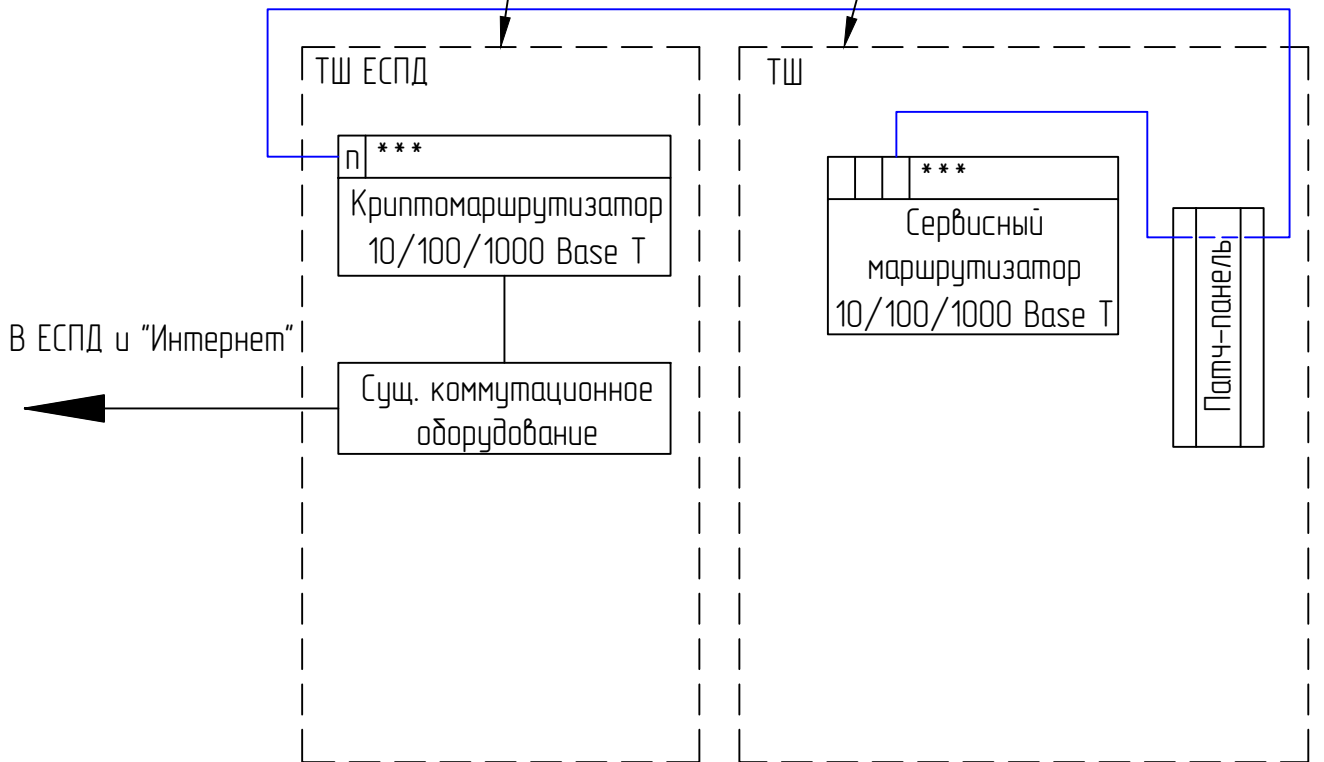 ТШ ЕСПД
ТШ
п ***
Криптомаршрутизатор
10/100/1000 Base T
***
Сервисный
маршрутизатор
10/100/1000 Base T
Патч-панель
В ЕСПД и "Интернет"
Сущ. коммутационное
оборудование